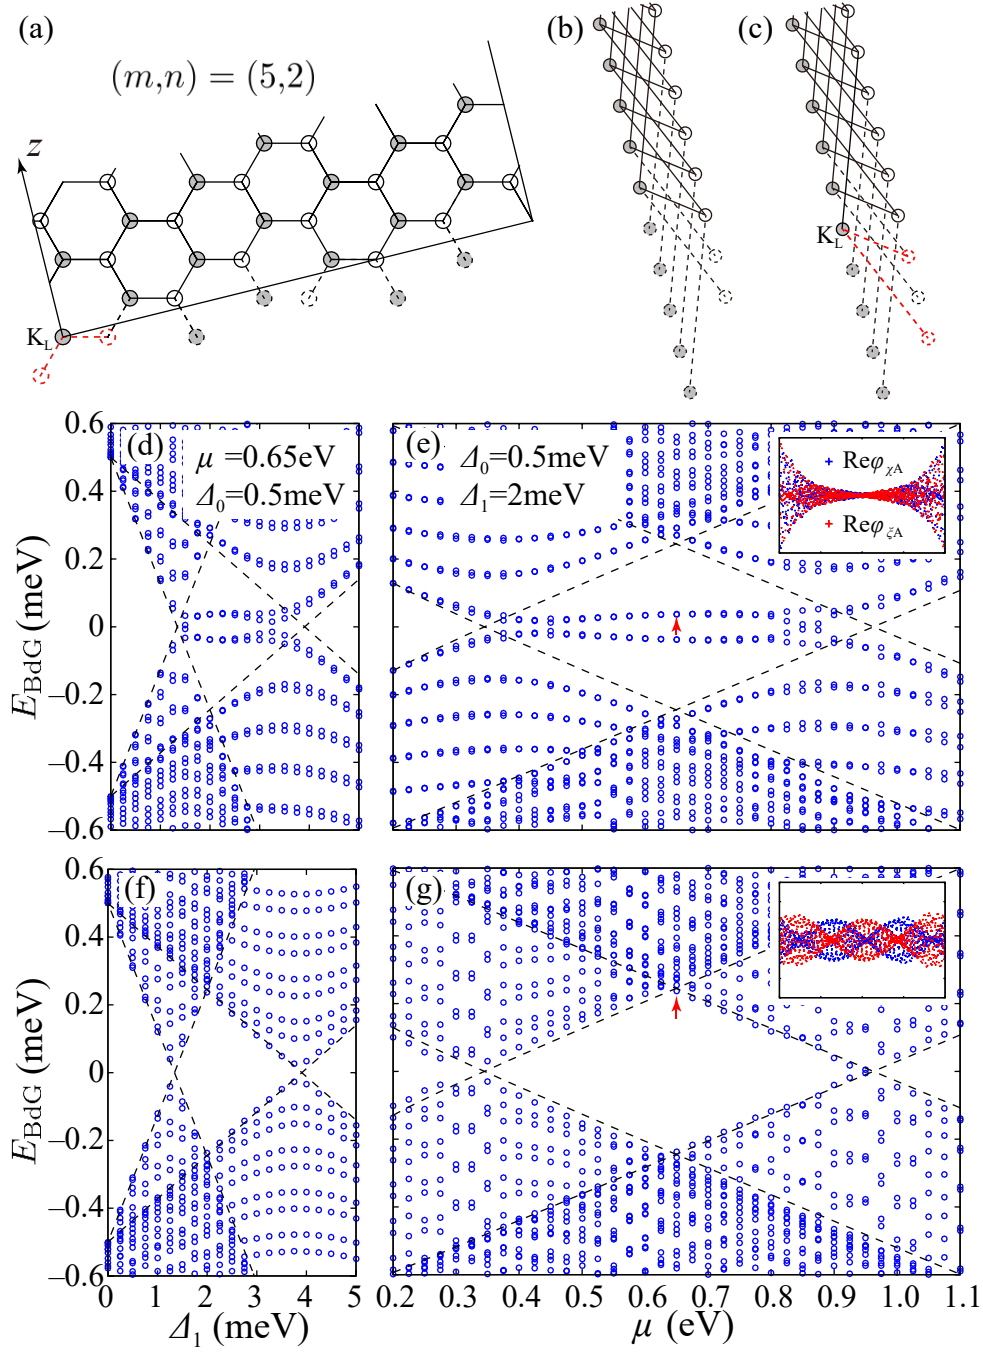 (a)
(b)
(c)
(m,n) = (5,2)
z
K_L
K_L
(d)
μ =0.65eV
Δ_0=0.5meV
(e)
Δ_0=0.5meV
Δ_1=2meV
+ Reφ_χA
+ Reφ_ξA
E_BdG (meV)
0.6
0.4
0.2
0
−0.2
−0.4
−0.6
(f)
(g)
E_BdG (meV)
0.6
0.4
0.2
0
−0.2
−0.4
−0.6
0 1 2 3 4 5
Δ_1 (meV)
0.2 0.3 0.4 0.5 0.6 0.7 0.8 0.9 1.0 1.1
μ (eV)